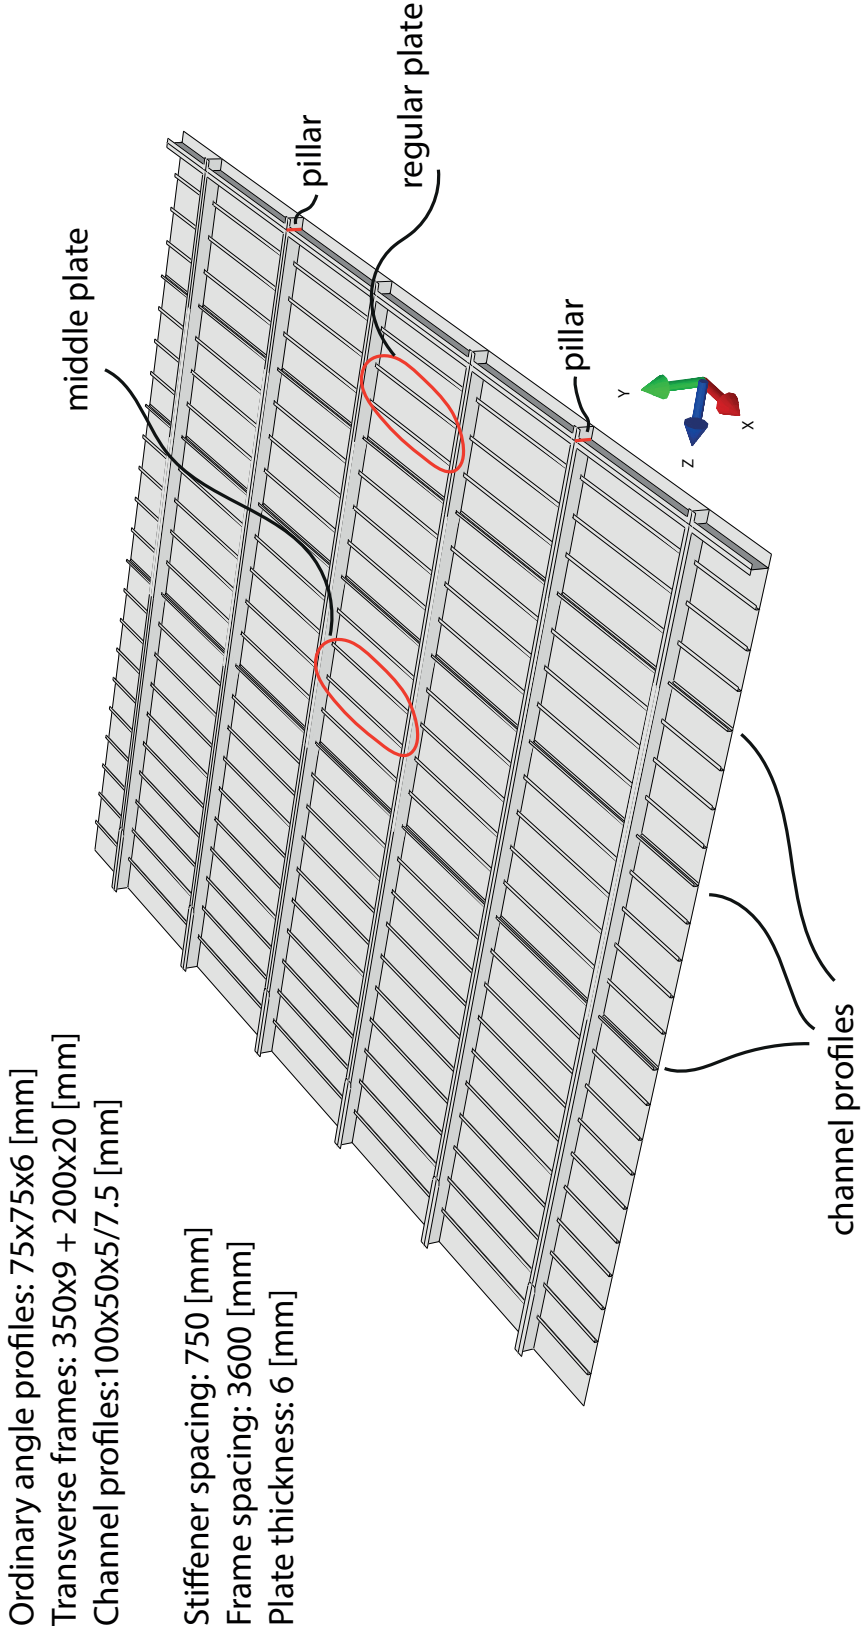 Ordinary angle profiles: 75x75x6 [mm]
Transverse frames: 350x9 + 200x20 [mm]
Channel profiles:100x50x5/7.5 [mm]
Stiffener spacing: 750 [mm]
Frame spacing: 3600 [mm]
Plate thickness: 6 [mm]
middle plate
pillar
regular plate
pillar
Y
Z
X
channel profiles